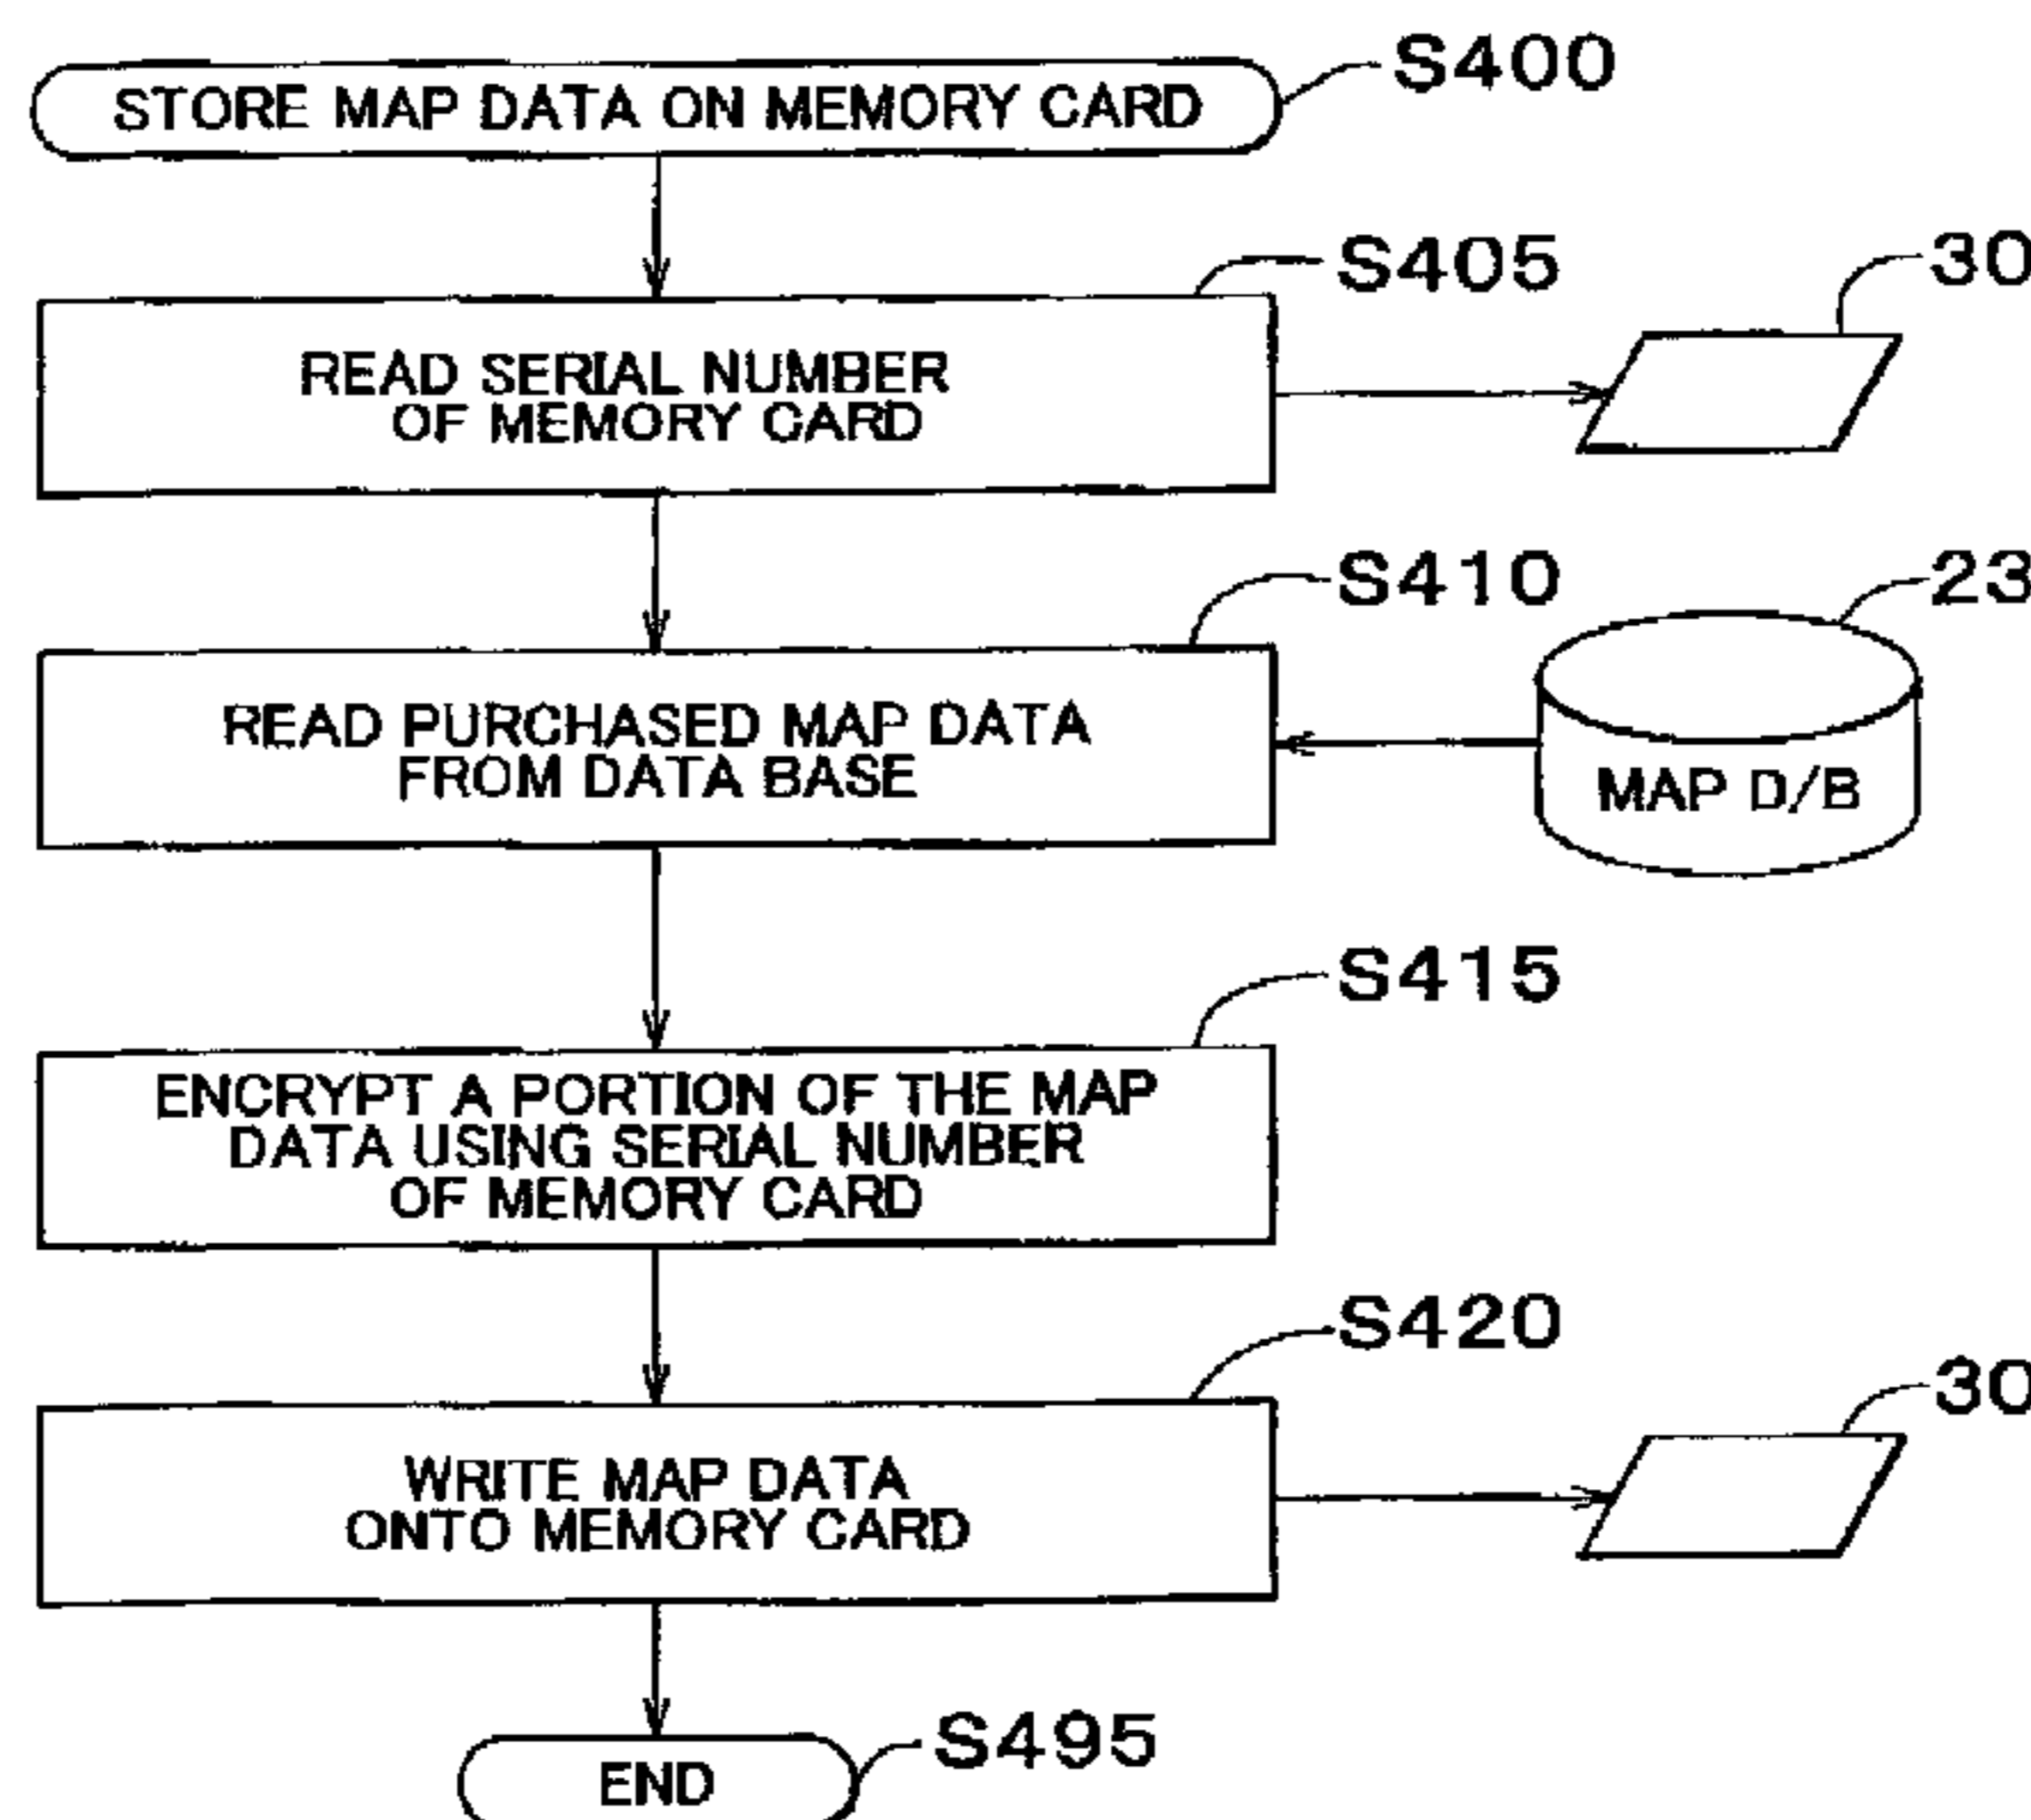 STORE MAP DATA ON MEMORY CARD
S400
READ SERIAL NUMBER
OF MEMORY CARD
S405
30
READ PURCHASED MAP DATA
FROM DATA BASE
S410
23
MAP D/B
ENCRYPT A PORTION OF THE MAP
DATA USING SERIAL NUMBER
OF MEMORY CARD
S415
WRITE MAP DATA
ONTO MEMORY CARD
S420
30
END
S495